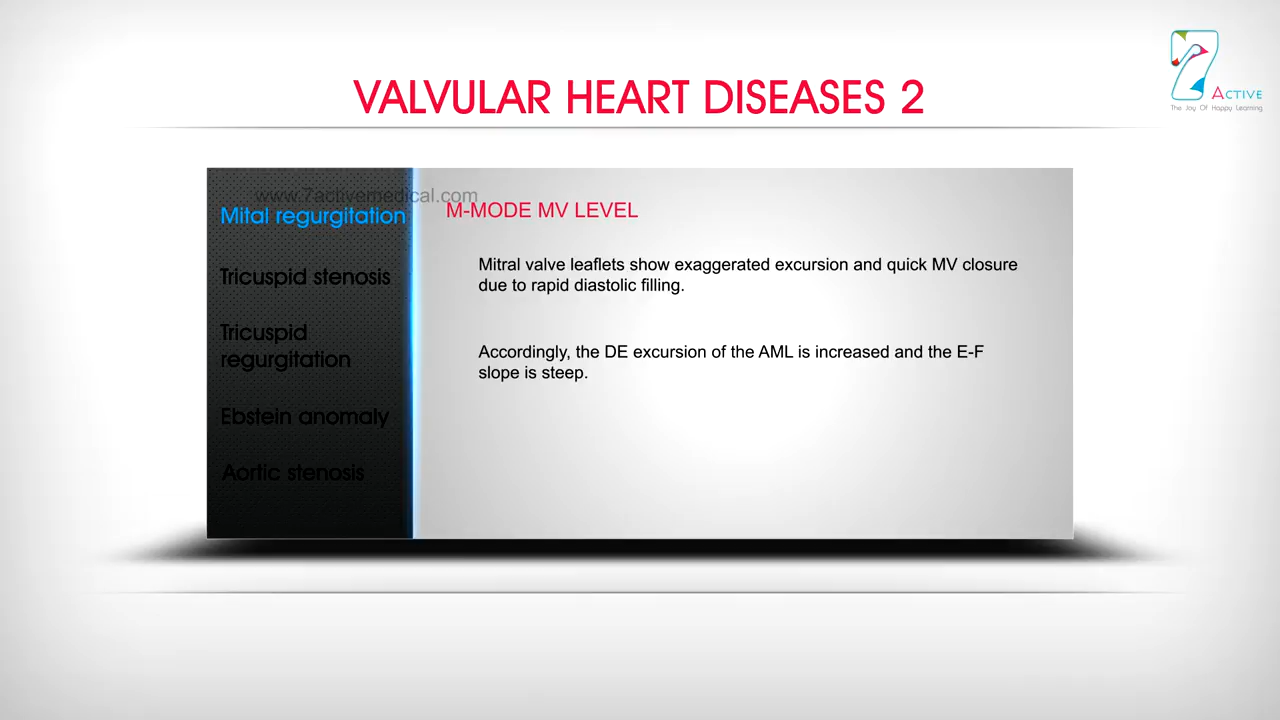 VALVULAR HEART DISEASES 2
7
ACTIVE
The Joy Of Happy Learning
www.7activemedical.com
Mital regurgitation
Tricuspid stenosis
Tricuspid
regurgitation
Ebstein anomaly
Aortic stenosis
M-MODE MV LEVEL
Mitral valve leaflets show exaggerated excursion and quick MV closure
due to rapid diastolic filling.
Accordingly, the DE excursion of the AML is increased and the E-F
slope is steep.